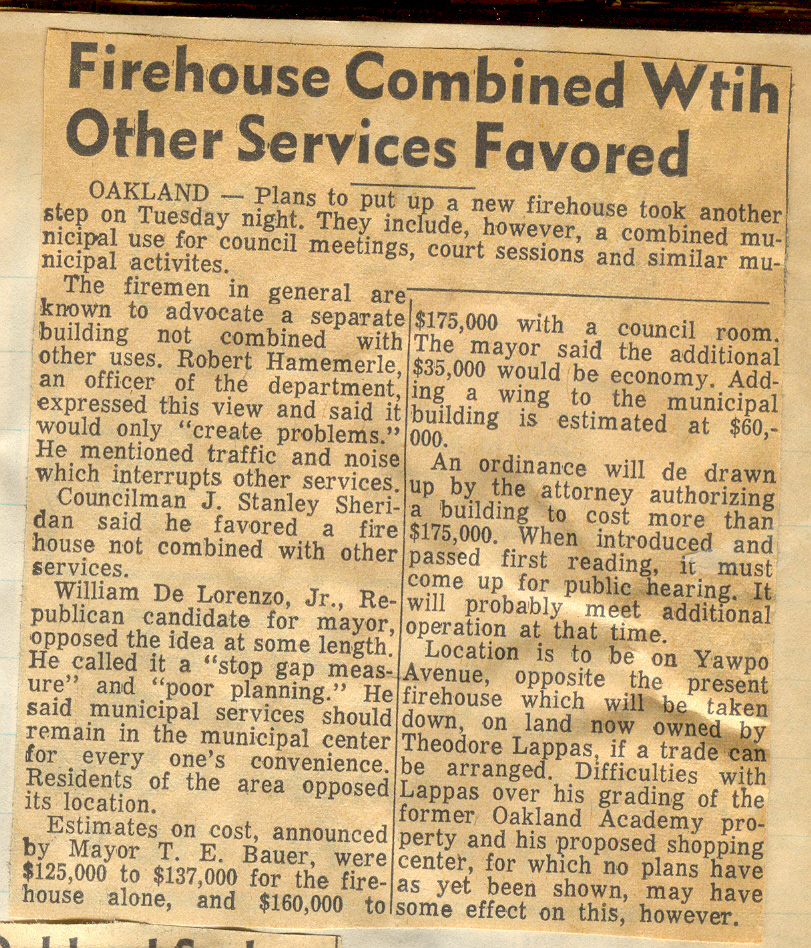 Firehouse Combined Wtih
Other Services Favored
OAKLAND — Plans to put up a new firehouse took another
step on Tuesday night. They include, however, a combined mu-
nicipal use for council meetings, court sessions and similar mu-
nicipal activites.
The firemen in general are
known to advocate a separate
building not combined with
other uses. Robert Hamemerle,
an officer of the department,
expressed this view and said it
would only "create problems."
He mentioned traffic and noise
which interrupts other services.
Councilman J. Stanley Sheri-
dan said he favored a fire
house not combined with other
services.
William De Lorenzo, Jr., Re-
publican candidate for mayor,
opposed the idea at some length.
He called it a "stop gap meas-
ure" and "poor planning." He
said municipal services should
remain in the municipal center
for every one's convenience.
Residents of the area opposed
its location.
Estimates on cost, announced
by Mayor T. E. Bauer, were
$125,000 to $137,000 for the fire-
house alone, and $160,000 to
$175,000 with a council room.
The mayor said the additional
$35,000 would be economy. Add-
ing a wing to the municipal
building is estimated at $60,-
000.
An ordinance will de drawn
up by the attorney authorizing
a building to cost more than
$175,000. When introduced and
passed first reading, it must
come up for public hearing. It
will probably meet additional
operation at that time.
Location is to be on Yawpo
Avenue, opposite the present
firehouse which will be taken
down, on land now owned by
Theodore Lappas, if a trade can
be arranged. Difficulties with
Lappas over his grading of the
former Oakland Academy pro-
perty and his proposed shopping
center, for which no plans have
as yet been shown, may have
some effect on this, however.